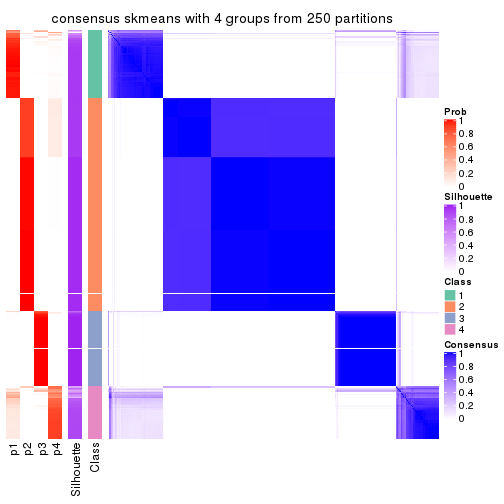 consensus skmeans with 4 groups from 250 partitions
Prob
1
0.8
0.6
0.4
0.2
0
Silhouette
1
0.8
0.6
0.4
0.2
0
Class
1
2
3
4
Consensus
1
0.8
0.6
0.4
0.2
0
p1
p2
p3
p4
Silhouette
Class